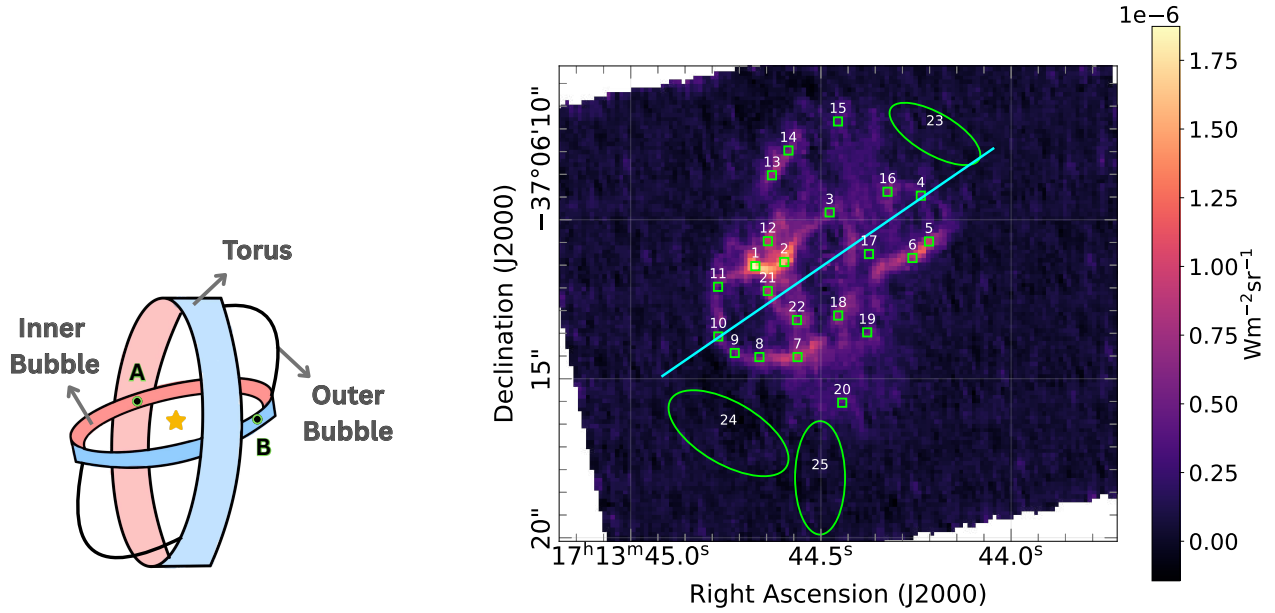 Torus
Inner
Bubble
A
Outer
Bubble
B
1e−6
15
23
14
13
16
4
3
12
5
17
6
1
2
11
21
18
22
10
19
9
8
7
20
24
25
−37°06'10"
15"
20"
Declination (J2000)
17h13m45.0s
44.5s
44.0s
Right Ascension (J2000)
1.75
1.50
1.25
1.00
0.75
0.50
0.25
0.00
Wm−2sr−1